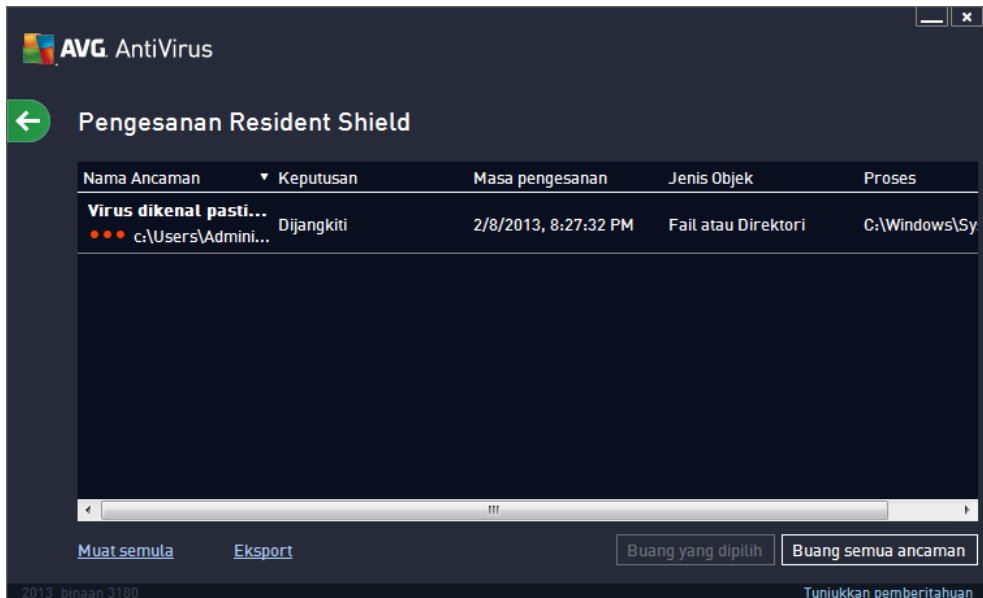 AVG. AntiVirus
Pengesanan Resident Shield
Nama Ancaman Keputusan Masa pengesanan Jenis Objek Proses
Virus dikenal pasti...
c:\Users\Admini... Dijangkiti 2/8/2013, 8:27:32 PM Fail atau Direktori C:\Windows\Sy
Muat semula Eksport Buang yang dipilih Buang semua ancaman
2013 binaan 3180 Tunjukkan pemberitahuan